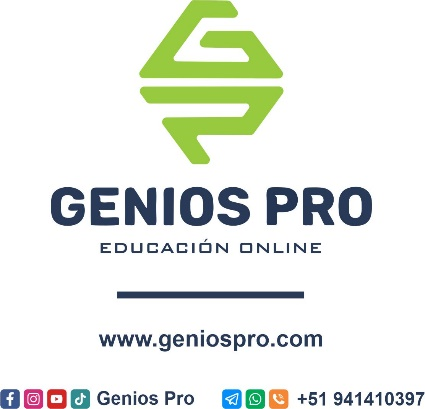 GENIOS PRO
EDUCACIÓN ONLINE
www.geniospro.com
Genios Pro +51 941410397